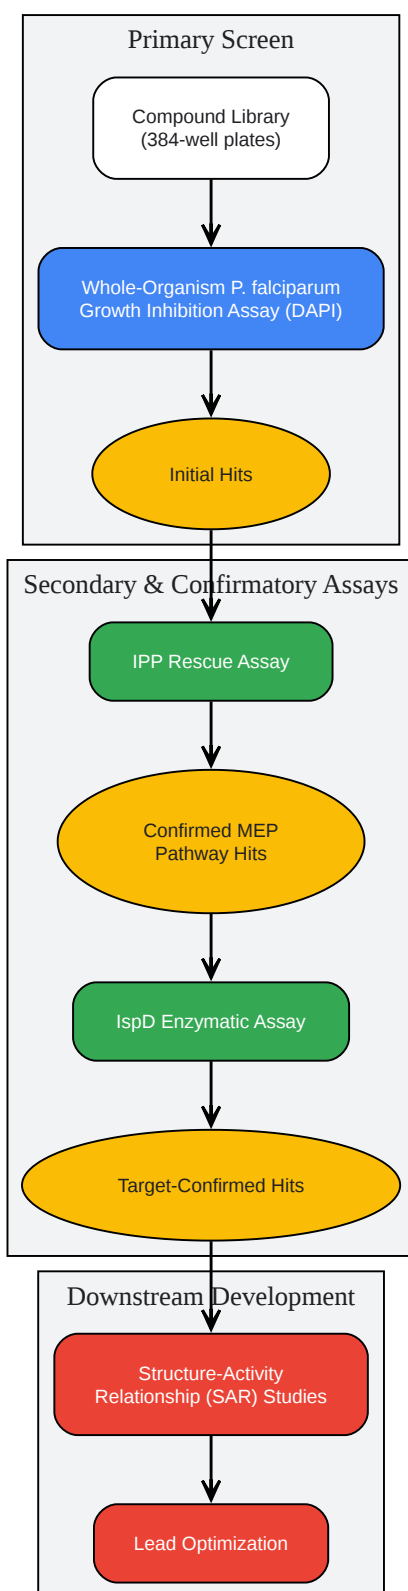 Primary Screen
Compound Library
(384-well plates)
Whole-Organism P. falciparum
Growth Inhibition Assay (DAPI)
Initial Hits
Secondary & Confirmatory Assays
IPP Rescue Assay
Confirmed MEP
Pathway Hits
IspD Enzymatic Assay
Target-Confirmed Hits
Downstream Development
Structure-Activity
Relationship (SAR) Studies
Lead Optimization